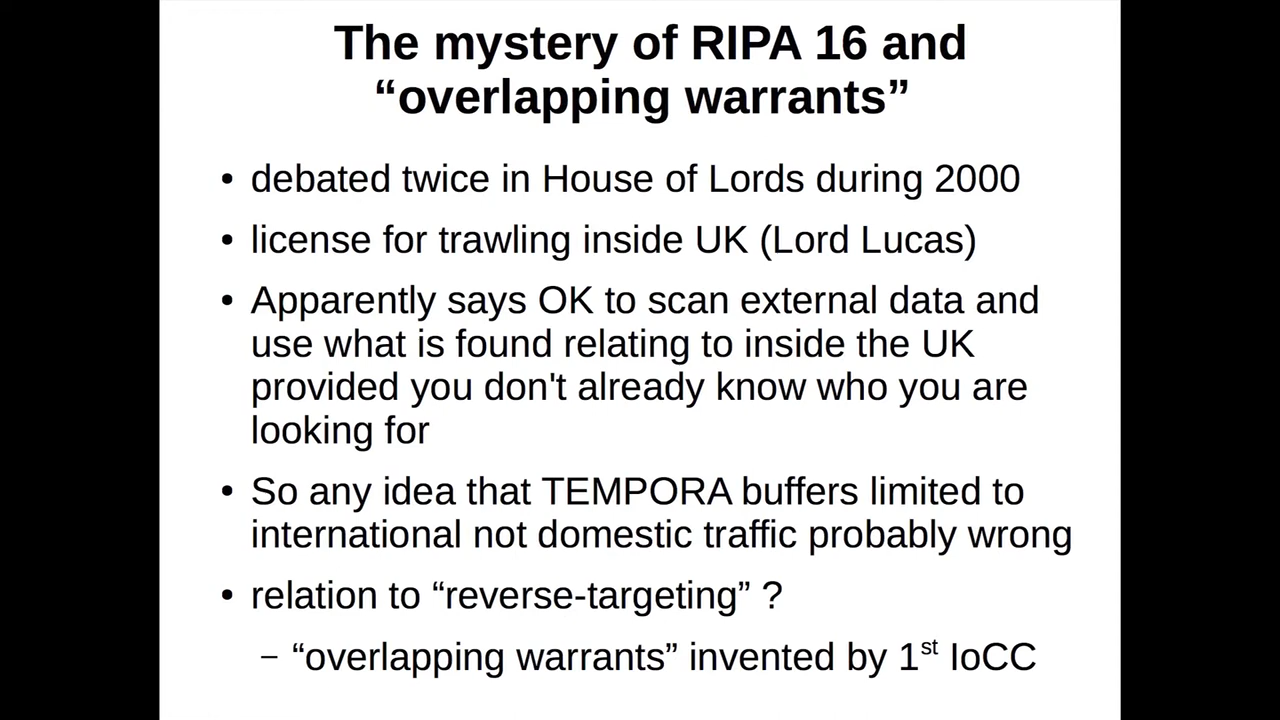 The mystery of RIPA 16 and
“overlapping warrants”
• debated twice in House of Lords during 2000
• license for trawling inside UK (Lord Lucas)
• Apparently says OK to scan external data and
use what is found relating to inside the UK
provided you don't already know who you are
looking for
• So any idea that TEMPORA buffers limited to
international not domestic traffic probably wrong
• relation to “reverse-targeting” ?
– “overlapping warrants” invented by 1st IoCC